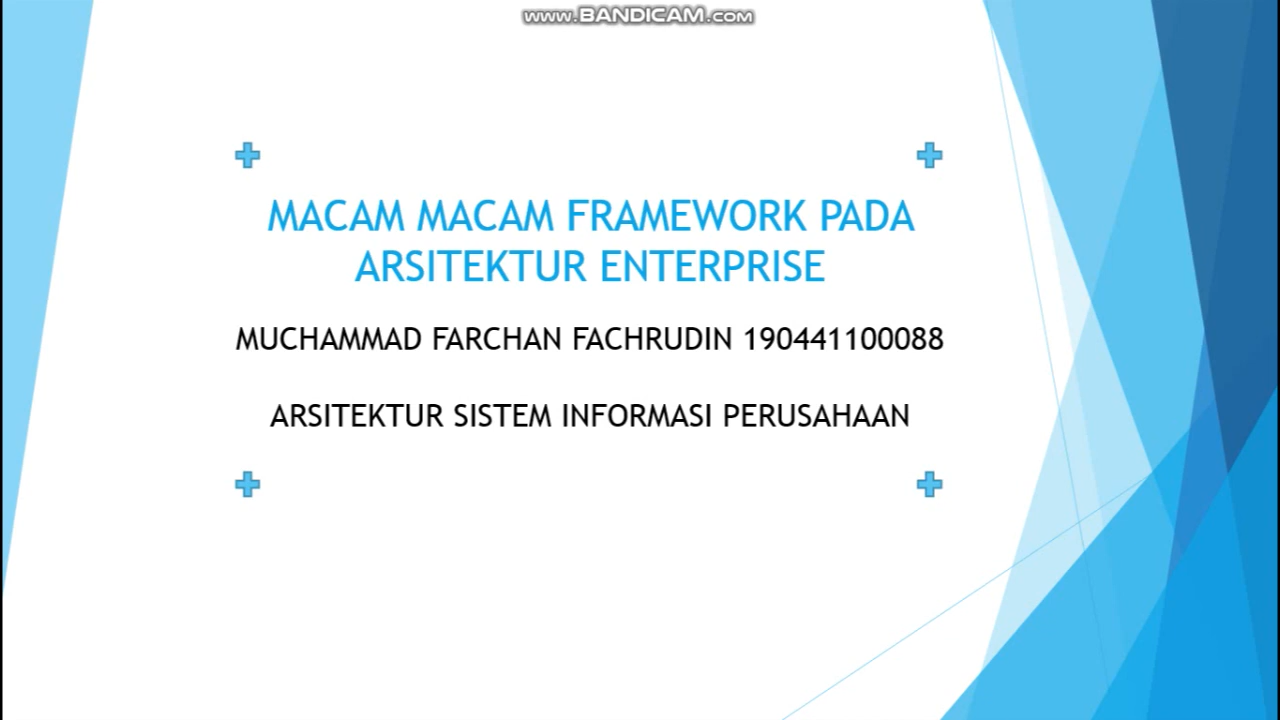 www.BANDICAM.com
MACAM MACAM FRAMEWORK PADA
ARSITEKTUR ENTERPRISE
MUCHAMMAD FARCHAN FACHRUDIN 190441100088
ARSITEKTUR SISTEM INFORMASI PERUSAHAAN